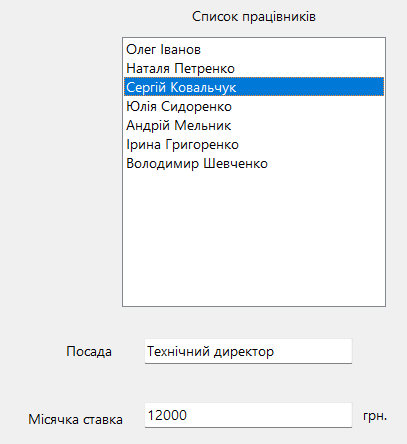 Список працівників
Олег Іванов
Наталя Петренко
Сергій Ковальчук
Юлія Сидоренко
Андрій Мельник
Ірина Григоренко
Володимир Шевченко
Посада Технічний директор
Місячка ставка 12000 грн.